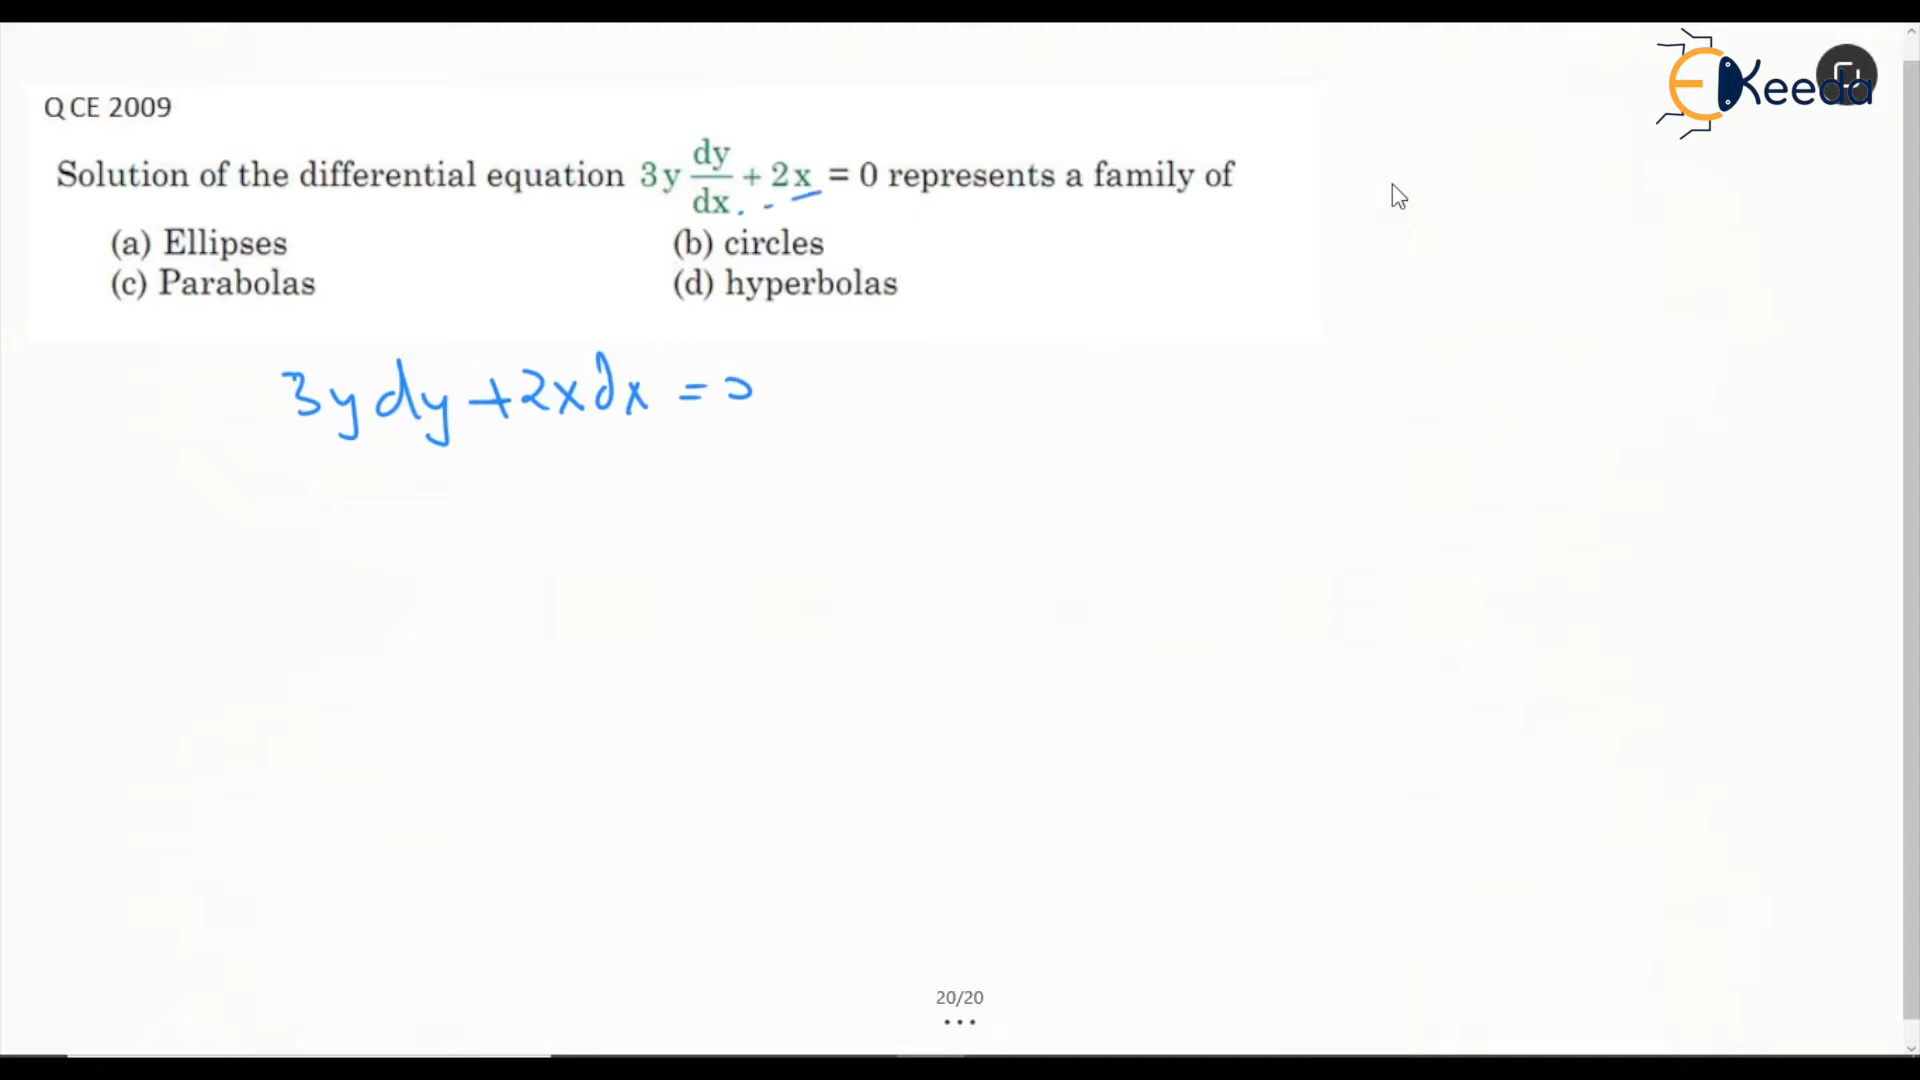 EKeeda
Q CE 2009
Solution of the differential equation 3y dy/dx + 2x = 0 represents a family of
(a) Ellipses (b) circles
(c) Parabolas (d) hyperbolas
3y dy + 2x dx = 0
20/20